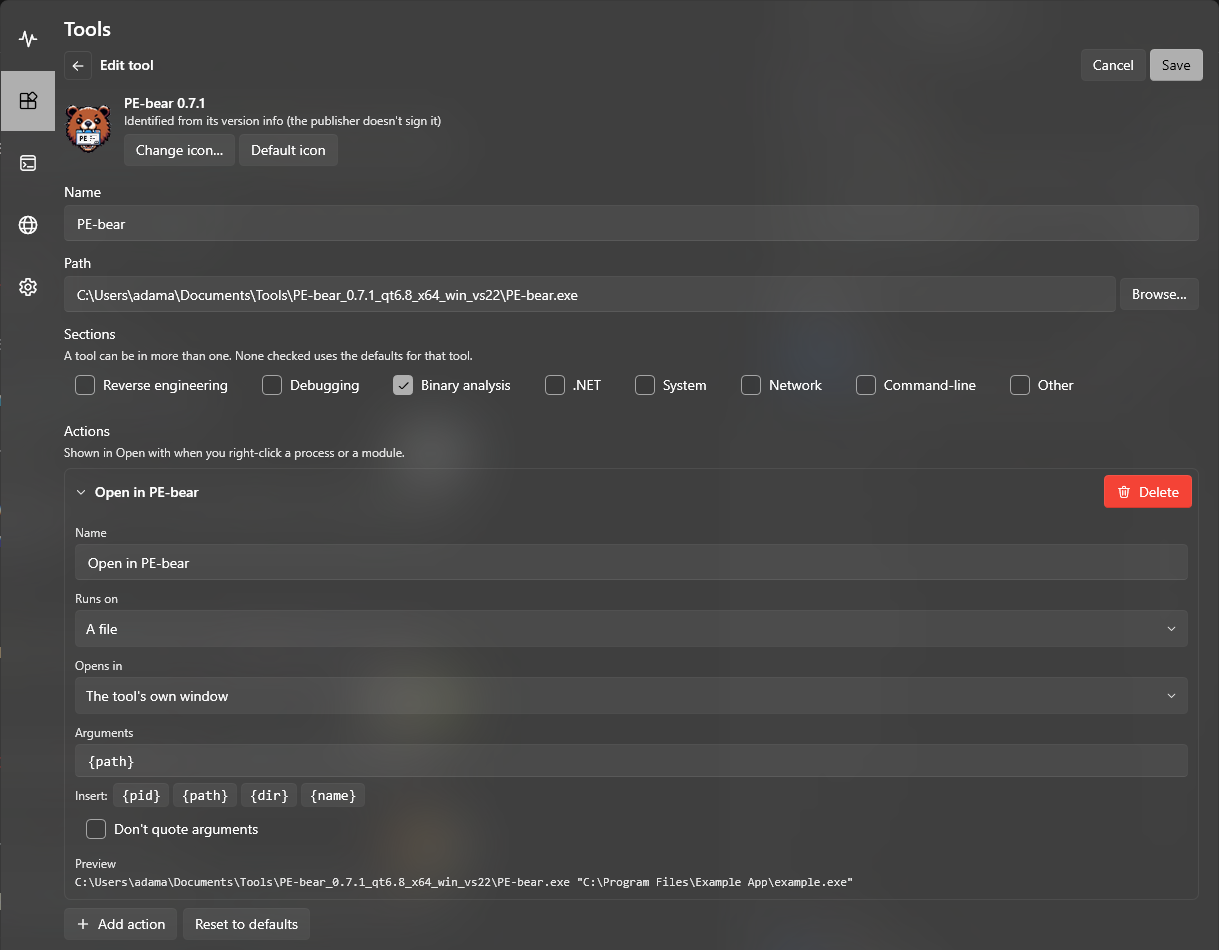 Tools
Edit tool
Cancel
Save
PE-bear 0.7.1
Identified from its version info (the publisher doesn't sign it)
PE
Change icon...
Default icon
Name
PE-bear
Path
C:\Users\adama\Documents\Tools\PE-bear_0.7.1_qt6.8_x64_win_vs22\PE-bear.exe
Browse...
Sections
A tool can be in more than one. None checked uses the defaults for that tool.
Reverse engineering
Debugging
Binary analysis
.NET
System
Network
Command-line
Other
Actions
Shown in Open with when you right-click a process or a module.
Open in PE-bear
Delete
Name
Open in PE-bear
Runs on
A file
Opens in
The tool's own window
Arguments
{path}
Insert: {pid} {path} {dir} {name}
Don't quote arguments
Preview
C:\Users\adama\Documents\Tools\PE-bear_0.7.1_qt6.8_x64_win_vs22\PE-bear.exe "C:\Program Files\Example App\example.exe"
Add action
Reset to defaults